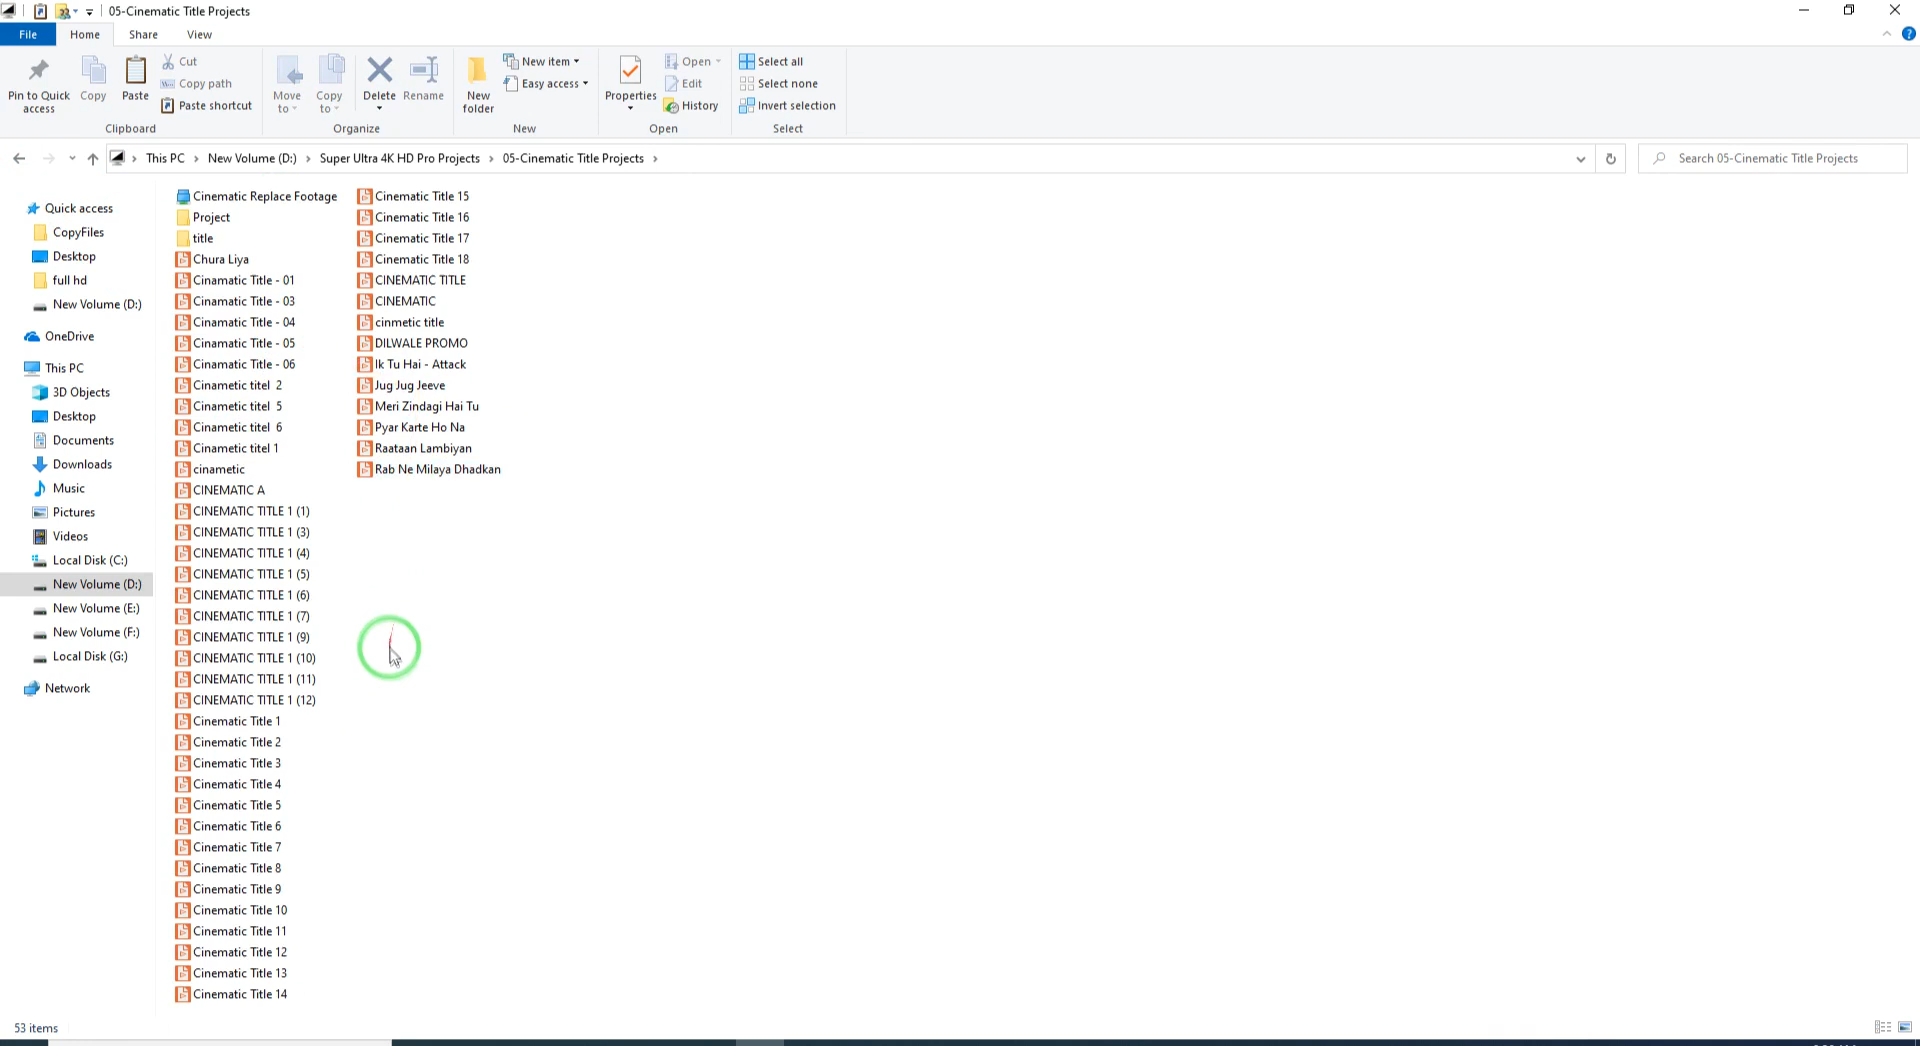 05-Cinematic Title Projects
File
Home
Share
View
Pin to Quick access
Copy
Paste
Cut
Copy path
Paste shortcut
Clipboard
Move to
Copy to
Delete
Rename
Organize
New folder
New item
Easy access
New
Properties
Open
Edit
History
Open
Select all
Select none
Invert selection
Select
This PC
New Volume (D:)
Super Ultra 4K HD Pro Projects
05-Cinematic Title Projects
Search 05-Cinematic Title Projects
Quick access
CopyFiles
Desktop
full hd
New Volume (D:)
OneDrive
This PC
3D Objects
Desktop
Documents
Downloads
Music
Pictures
Videos
Local Disk (C:)
New Volume (D:)
New Volume (E:)
New Volume (F:)
Local Disk (G:)
Network
Cinematic Replace Footage
Project
title
Chura Liya
Cinamatic Title - 01
Cinamatic Title - 03
Cinamatic Title - 04
Cinamatic Title - 05
Cinamatic Title - 06
Cinametic titel 2
Cinametic titel 5
Cinametic titel 6
Cinametic titel 1
cinametic
CINEMATIC A
CINEMATIC TITLE 1 (1)
CINEMATIC TITLE 1 (3)
CINEMATIC TITLE 1 (4)
CINEMATIC TITLE 1 (5)
CINEMATIC TITLE 1 (6)
CINEMATIC TITLE 1 (7)
CINEMATIC TITLE 1 (9)
CINEMATIC TITLE 1 (10)
CINEMATIC TITLE 1 (11)
CINEMATIC TITLE 1 (12)
Cinematic Title 1
Cinematic Title 2
Cinematic Title 3
Cinematic Title 4
Cinematic Title 5
Cinematic Title 6
Cinematic Title 7
Cinematic Title 8
Cinematic Title 9
Cinematic Title 10
Cinematic Title 11
Cinematic Title 12
Cinematic Title 13
Cinematic Title 14
Cinematic Title 15
Cinematic Title 16
Cinematic Title 17
Cinematic Title 18
CINEMATIC TITLE
CINEMATIC
cinmetic title
DILWALE PROMO
Ik Tu Hai - Attack
Jug Jug Jeeve
Meri Zindagi Hai Tu
Pyar Karte Ho Na
Raataan Lambiyan
Rab Ne Milaya Dhadkan
53 items